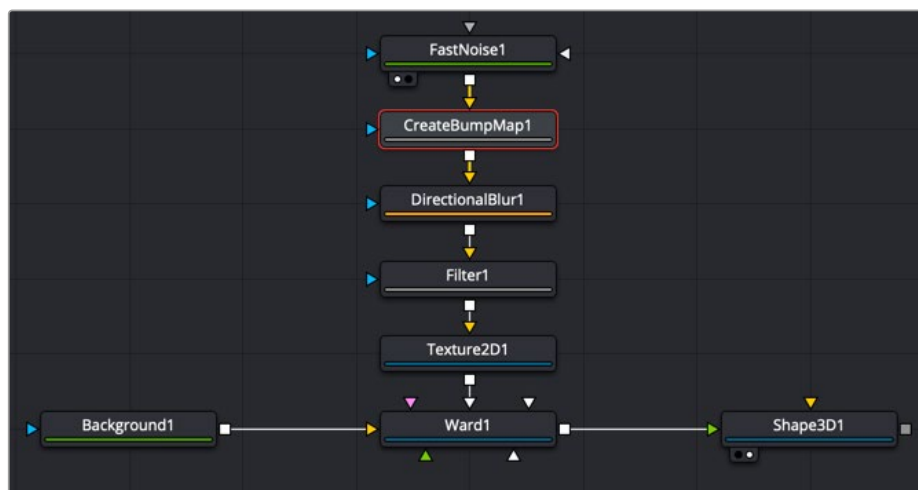 FastNoise1
CreateBumpMap1
DirectionalBlur1
Filter1
Texture2D1
Background1
Ward1
Shape3D1